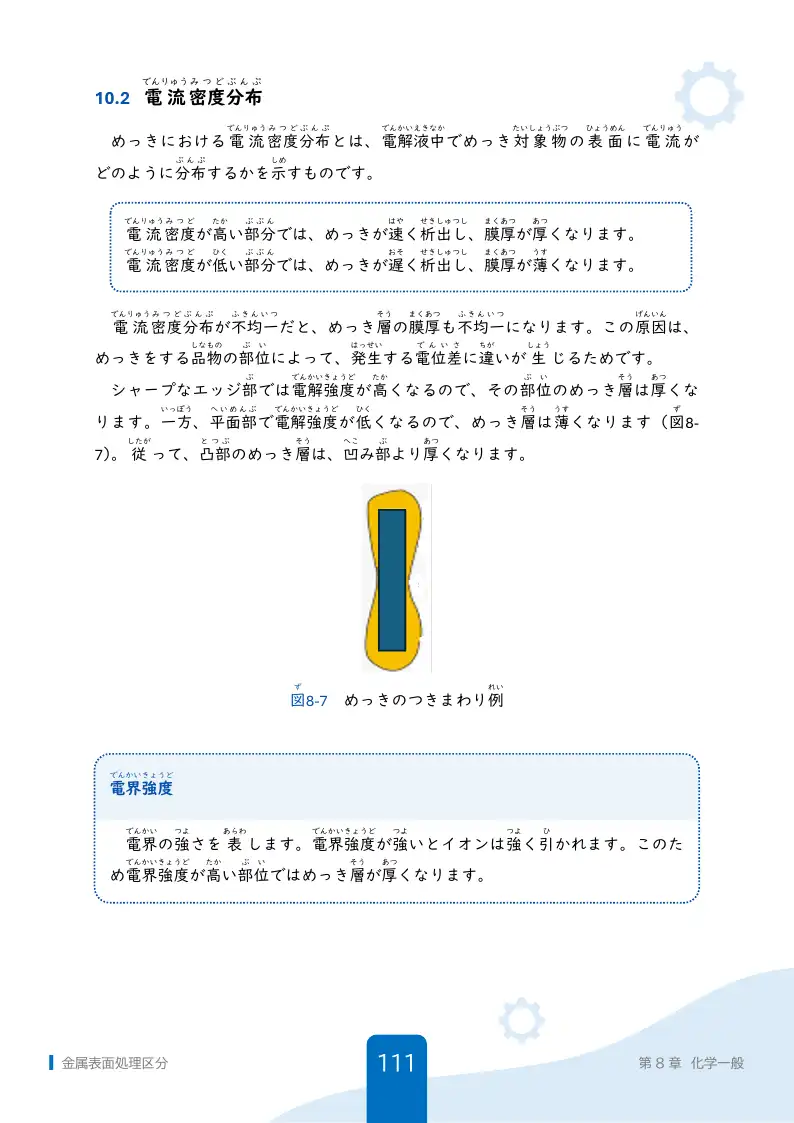 10.2 電流密度分布
めっきにおける電流密度分布とは、電解液中でめっき対象物の表面に電流が
どのように分布するかを示すものです。
電流密度が高い部分では、めっきが速く析出し、膜厚が厚くなります。
電流密度が低い部分では、めっきが遅く析出し、膜厚が薄くなります。
電流密度分布が不均一だと、めっき層の膜厚も不均一になります。この原因は、
めっきをする品物の部位によって、発生する電位差に違いが生じるためです。
シャープなエッジ部では電解強度が高くなるので、その部位のめっき層は厚くな
ります。一方、平面部で電解強度が低くなるので、めっき層は薄くなります（図8-
7）。従って、凸部のめっき層は、凹み部より厚くなります。
図8-7 めっきのつきまわり例
電界強度
電界の強さを表します。電界強度が強いとイオンは強く引かれます。このた
め電界強度が高い部位ではめっき層が厚くなります。
金属表面処理区分
111
第 8 章 化学一般